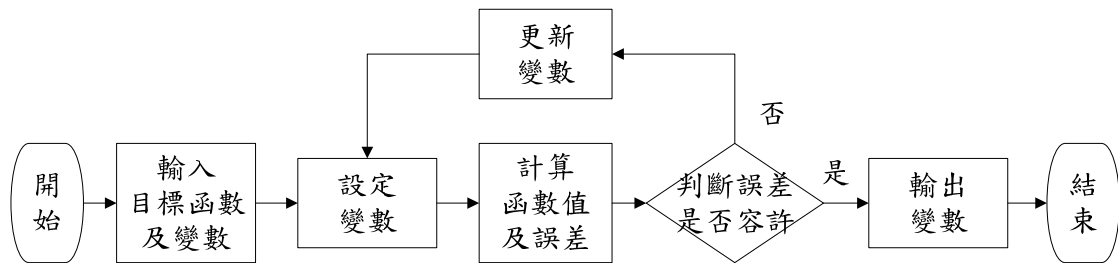 更新
變數
否
開
始
輸入
目標函數
及變數
設定
變數
計算
函數值
及誤差
判斷誤差
是否容許
是
輸出
變數
結
束